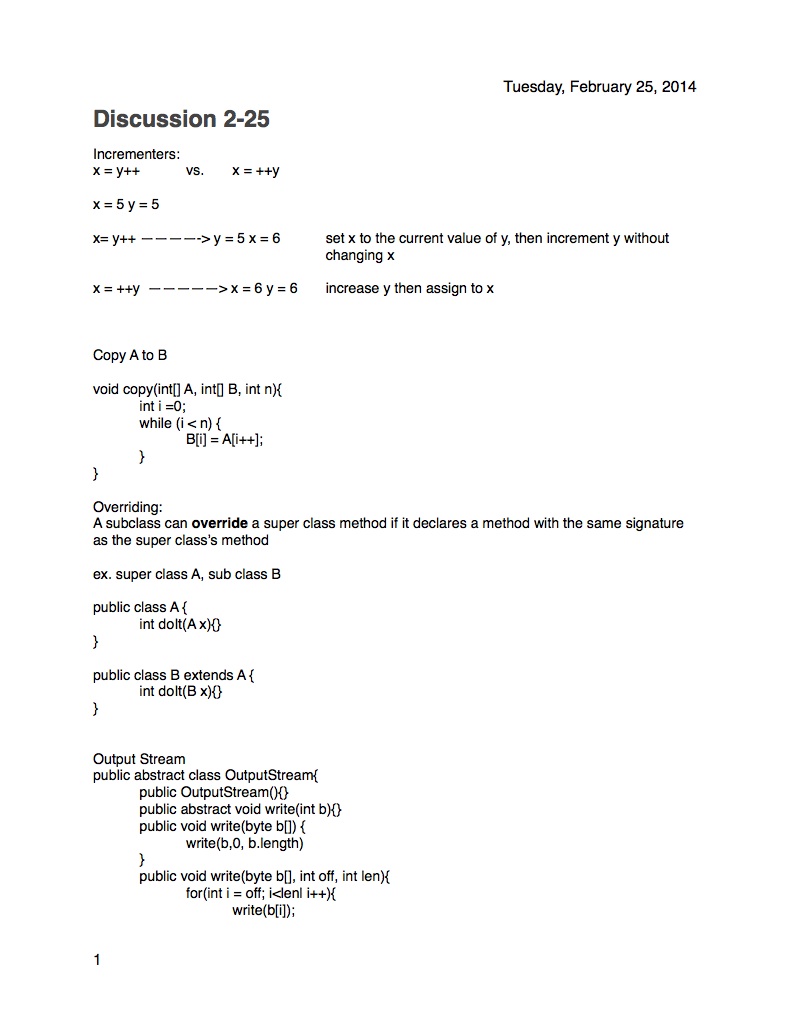 Tuesday, February 25, 2014
Discussion 2-25
Incrementers:
x = y++ vs. x = ++y
x = 5 y = 5
x= y++ —————-> y = 5 x = 6 set x to the current value of y, then increment y without
changing x
x = ++y —————> x = 6 y = 6 increase y then assign to x
Copy A to B
void copy(int[] A, int[] B, int n){
int i =0;
while (i < n) {
B[i] = A[i++];
}
}
Overriding:
A subclass can override a super class method if it declares a method with the same signature
as the super class's method
ex. super class A, sub class B
public class A {
int doIt(A x){}
}
public class B extends A {
int doIt(B x){}
}
Output Stream
public abstract class OutputStream{
public OutputStream(){}
public abstract void write(int b){}
public void write(byte b[]) {
write(b,0, b.length)
}
public void write(byte b[], int off, int len){
for(int i = off; i<lenl i++){
write(b[i]);
1